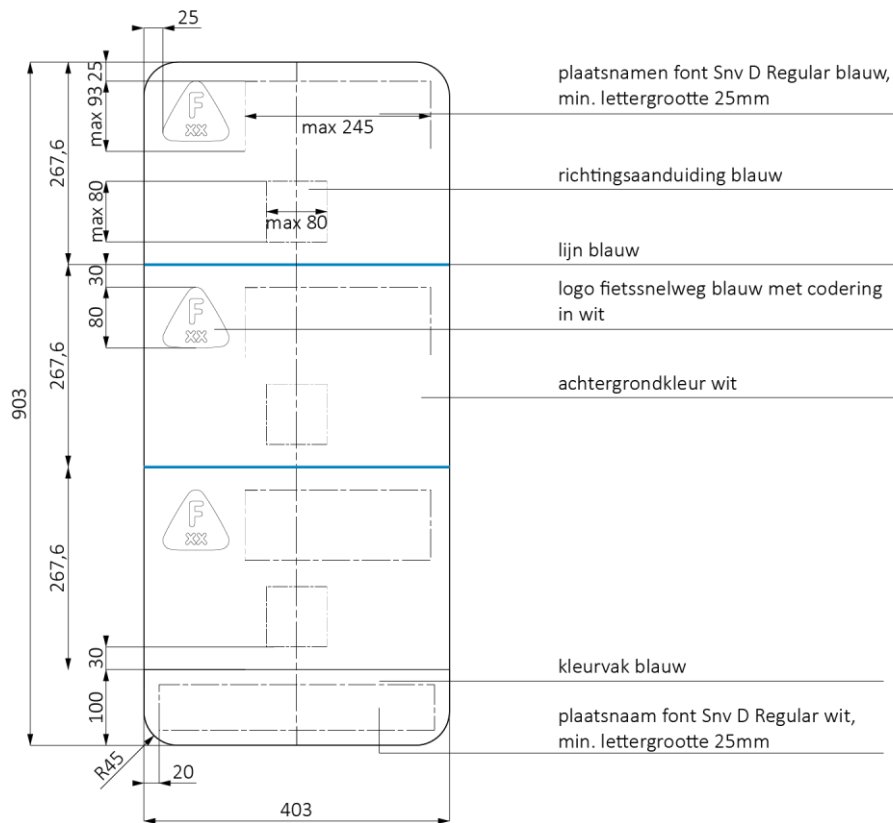 25
25
max 93
max 245
267,6
max 80
max 80
F
xx
plaatsnamen font Snv D Regular blauw,
min. lettergrootte 25mm
richtingsaanduiding blauw
lijn blauw
30
80
267,6
F
xx
logo fietssnelweg blauw met codering
in wit
achtergrondkleur wit
903
267,6
F
xx
30
100
kleurvak blauw
plaatsnaam font Snv D Regular wit,
min. lettergrootte 25mm
R45
20
403